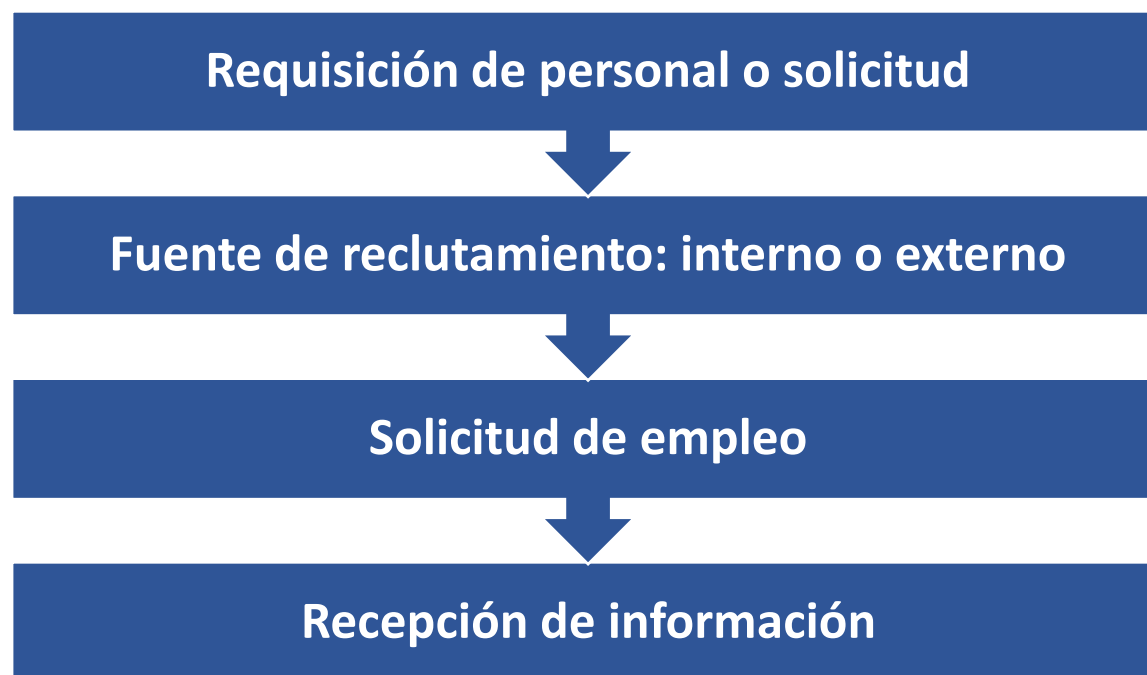 Requisición de personal o solicitud
Fuente de reclutamiento: interno o externo
Solicitud de empleo
Recepción de información